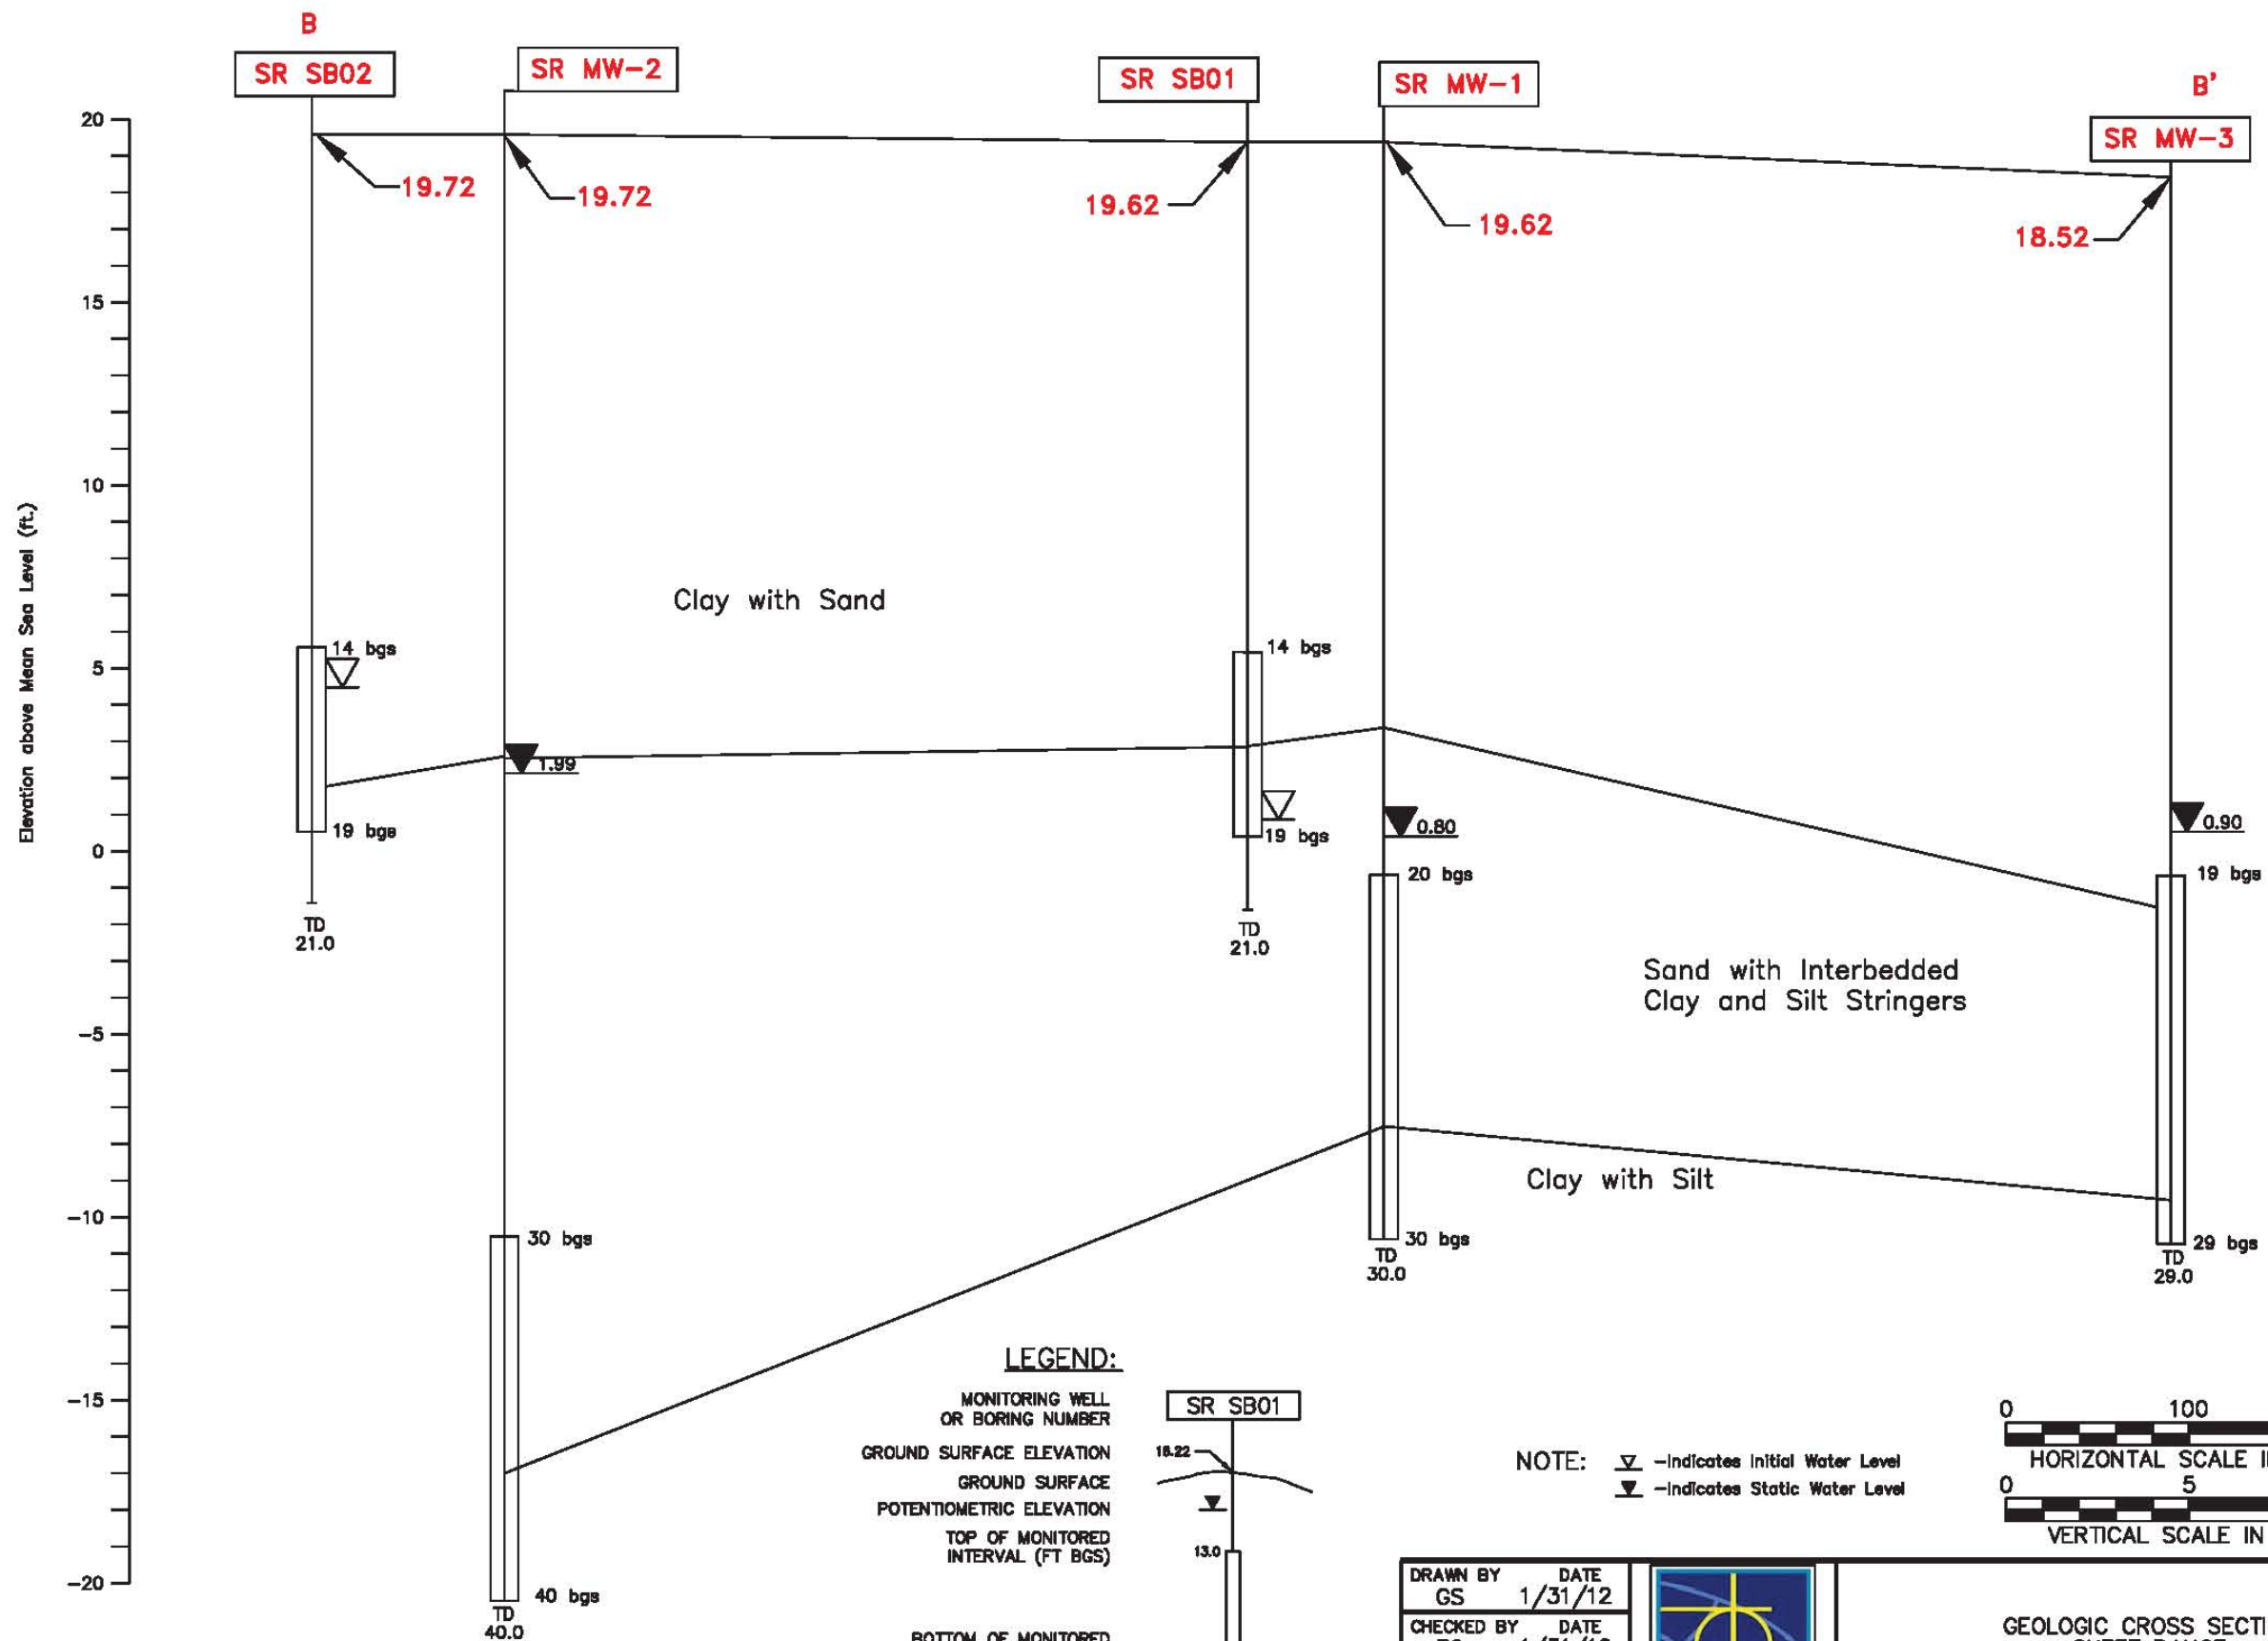 B
SR SB02
SR MW-2
SR SB01
SR MW-1
B'
SR MW-3
20
19.72
19.72
19.62
19.62
18.52
15
10
Elevation above Mean Sea Level (ft.)
Clay with Sand
14 bgs
14 bgs
5
1.99
0.80
0.90
19 bgs
19 bgs
0
20 bgs
19 bgs
TD
21.0
TD
21.0
Sand with Interbedded
Clay and Silt Stringers
-5
Clay with Silt
-10
30 bgs
30 bgs
29 bgs
TD
30.0
TD
29.0
LEGEND:
MONITORING WELL
OR BORING NUMBER
SR SB01
-15
0 100
HORIZONTAL SCALE
GROUND SURFACE ELEVATION
GROUND SURFACE
POTENTIOMETRIC ELEVATION
TOP OF MONITORED
INTERVAL (FT BGS)
13.0
NOTE:
-Indicates Initial Water Level
-Indicates Static Water Level
0 5
VERTICAL SCALE IN
-20
40 bgs
TD
40.0
BOTTOM OF MONITORED
DRAWN BY DATE
GS 1/31/12
CHECKED BY DATE
GEOLOGIC CROSS